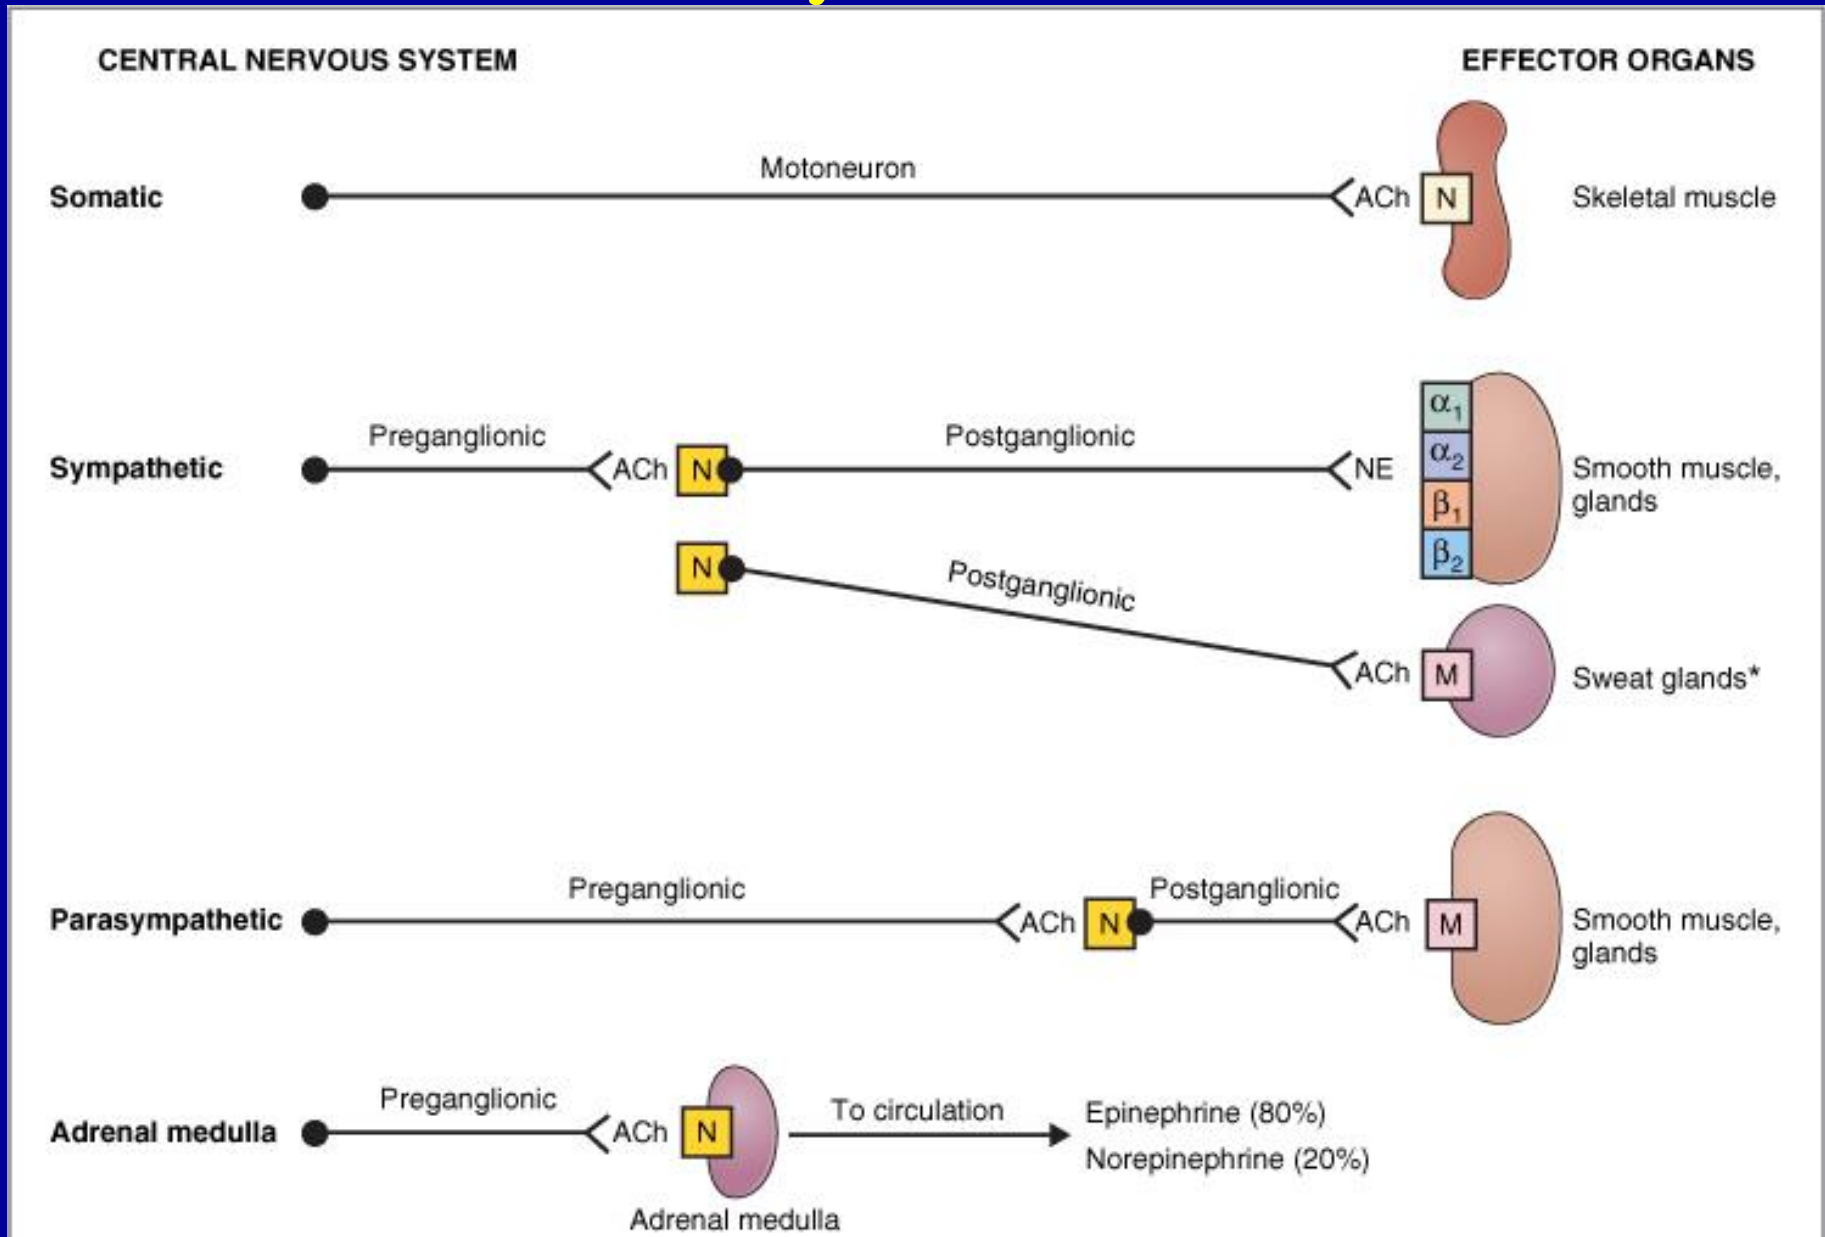 CENTRAL NERVOUS SYSTEM
EFFECTOR ORGANS
Motoneuron
Somatic
ACh
N
Skeletal muscle
Preganglionic
Postganglionic
Sympathetic
ACh
N
NE
α1
α2
β1
β2
Smooth muscle,
glands
N
Postganglionic
ACh
M
Sweat glands*
Preganglionic
Postganglionic
Parasympathetic
ACh
N
ACh
M
Smooth muscle,
glands
Preganglionic
Adrenal medulla
ACh
N
To circulation
Epinephrine (80%)
Norepinephrine (20%)
Adrenal medulla